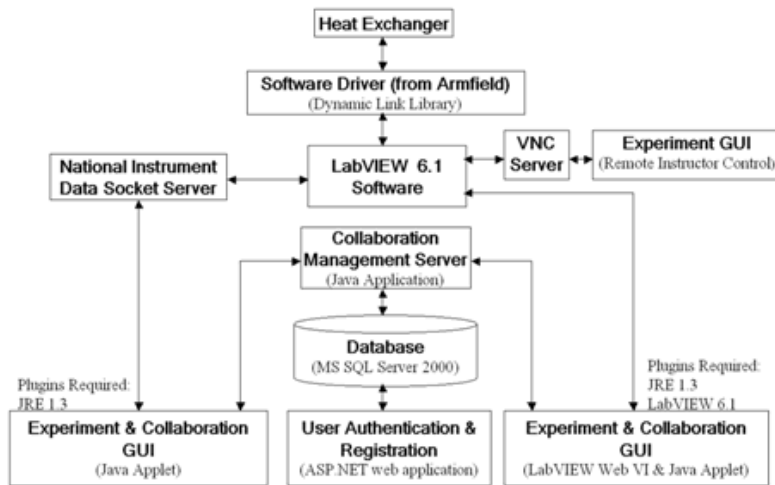 Heat Exchanger
Software Driver (from Armfield)
(Dynamic Link Library)
National Instrument
Data Socket Server
LabVIEW 6.1
Software
VNC
Server
Experiment GUI
(Remote Instructor Control)
Collaboration
Management Server
(Java Application)
Database
(MS SQL Server 2000)
Plugins Required:
JRE 1.3
Plugins Required:
JRE 1.3
LabVIEW 6.1
Experiment & Collaboration
GUI
(Java Applet)
User Authentication &
Registration
(ASP.NET web application)
Experiment & Collaboration
GUI
(LabVIEW Web VI & Java Applet)